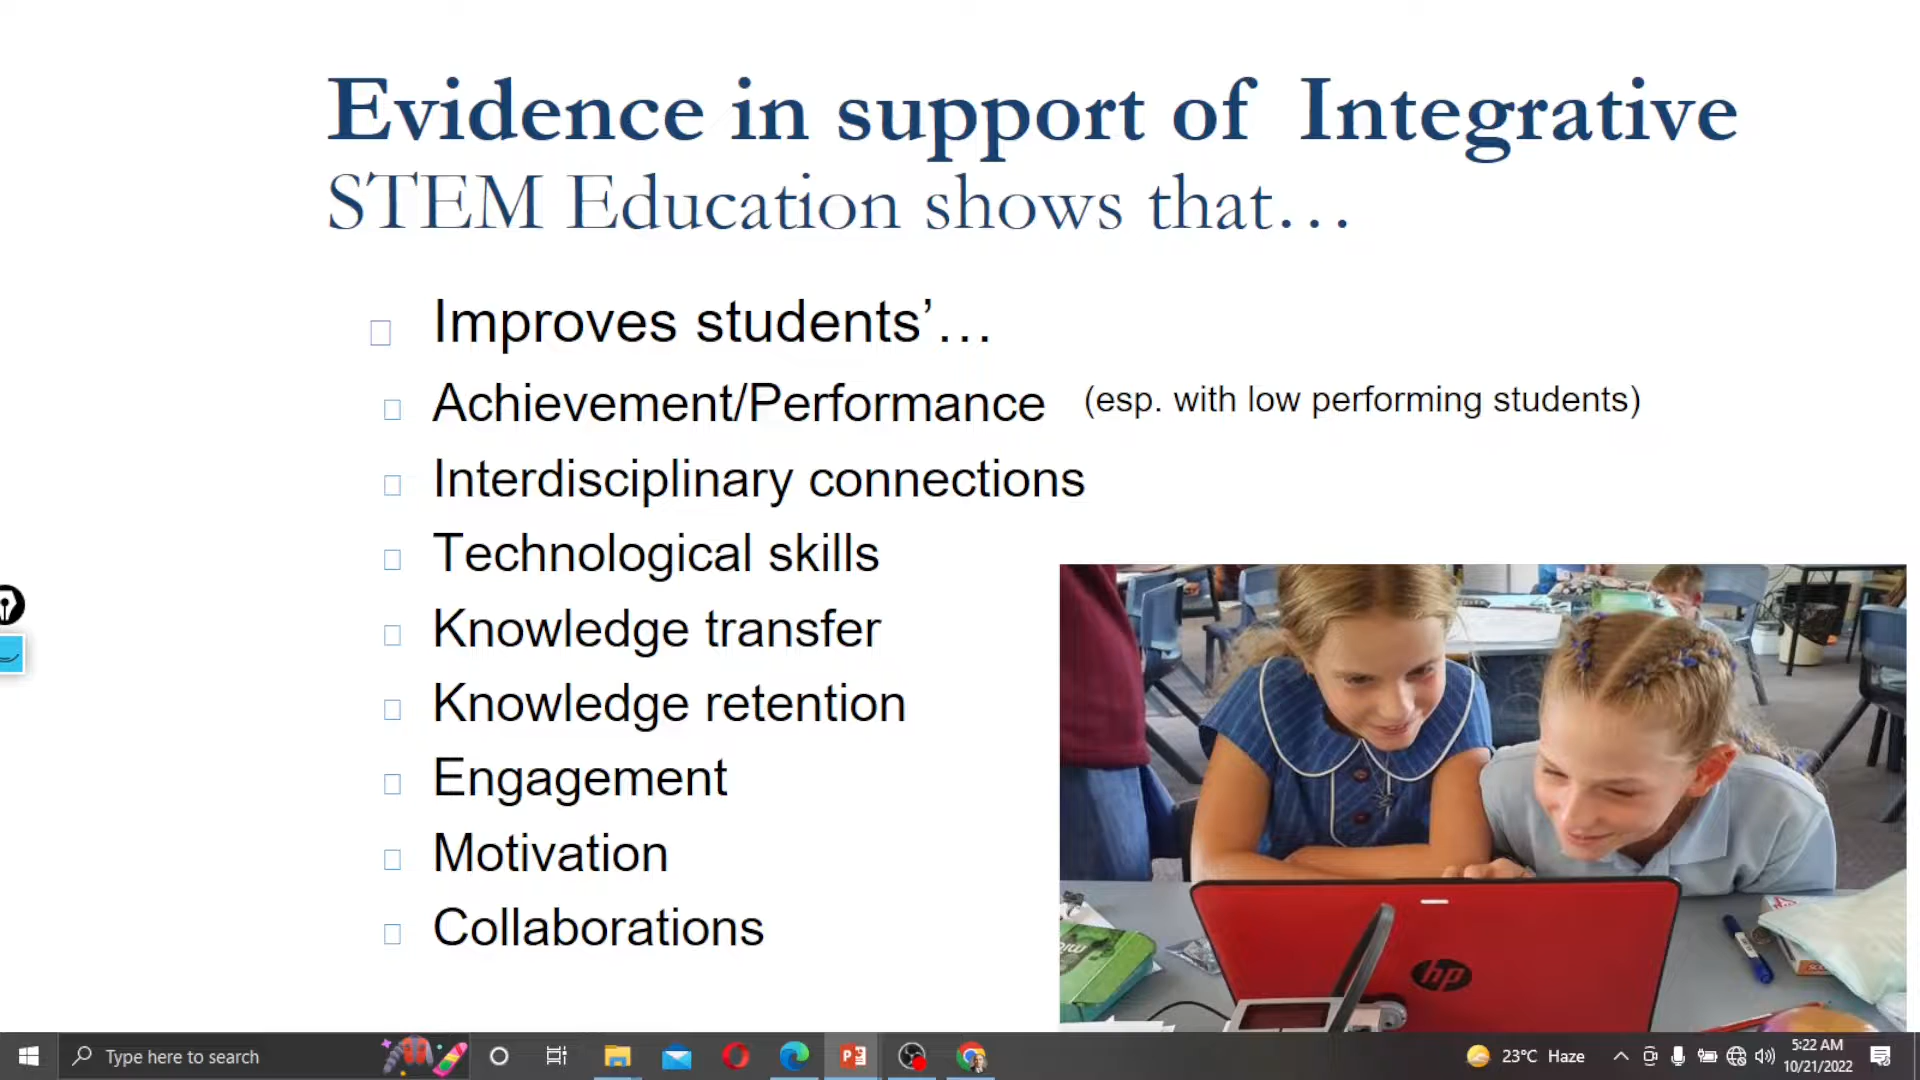 Evidence in support of Integrative
STEM Education shows that…
Improves students’…
Achievement/Performance (esp. with low performing students)
Interdisciplinary connections
Technological skills
Knowledge transfer
Knowledge retention
Engagement
Motivation
Collaborations
hp
Type here to search
23°C Haze
5:22 AM
10/21/2022